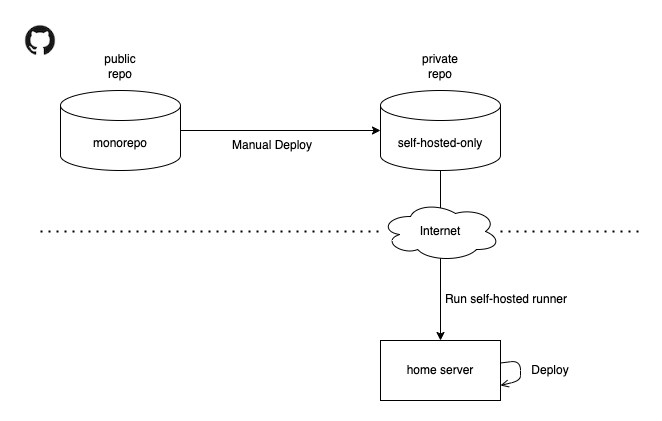 public
repo
private
repo
monorepo
Manual Deploy
self-hosted-only
Internet
Run self-hosted runner
home server
Deploy